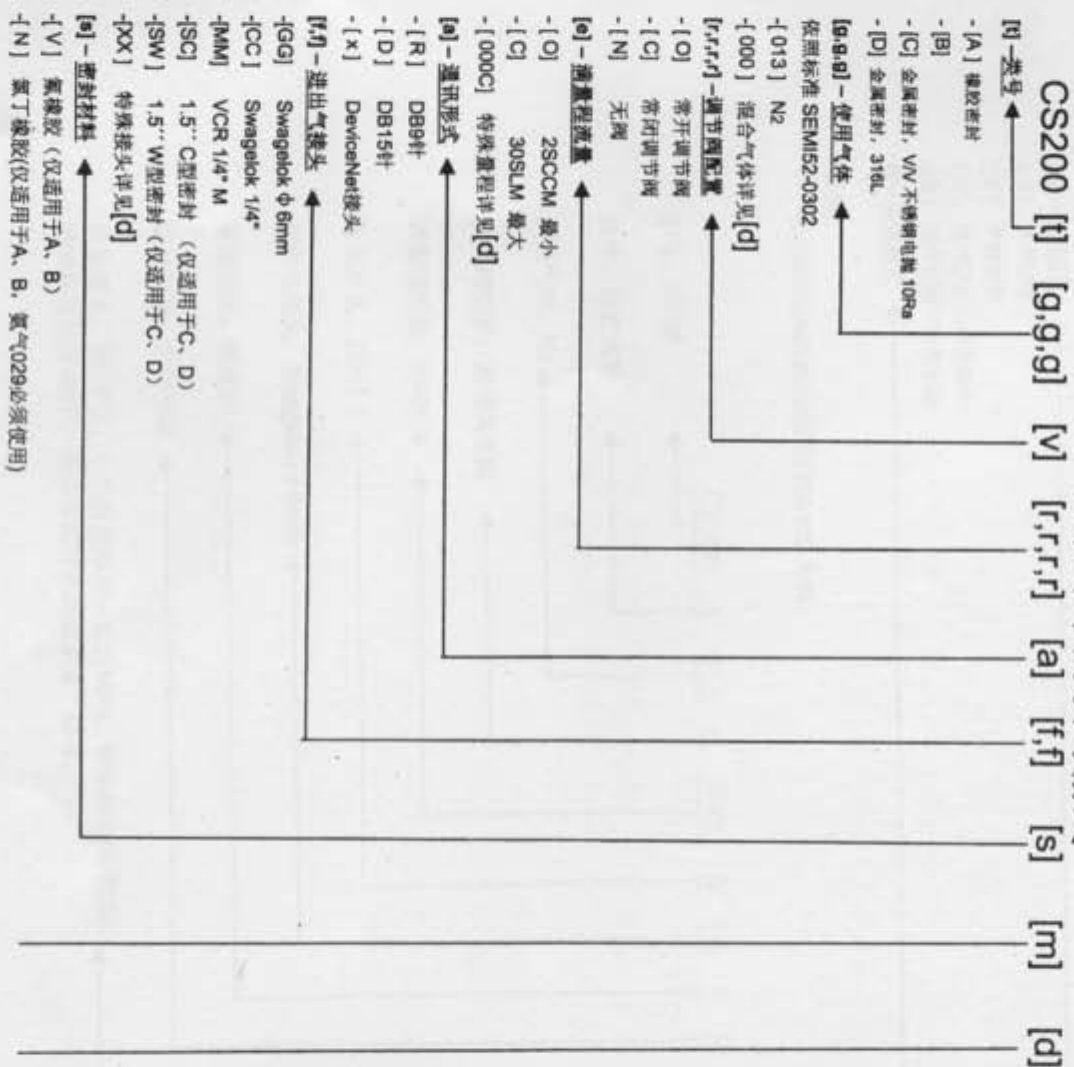 CS200 [t] [g,g,g] [v] [r,r,r,r] [a] [f,f] [s] [m] [d]
[t] –类号
- [A] 橡胶密封
- [B]
- [C] 金属密封, V/V 不锈钢电抛 10Ra
- [D] 金属密封, 316L
[g,g,g] – 使用气体
依照标准 SEMI52-0302
-[ 013 ] N2
-[ 000 ] 混合气体详见[d]
[r,r,r,r] –调节阀配置
- [ O ] 常开调节阀
- [ C ] 常闭调节阀
- [ N ] 无阀
[e] – 满量程流量
- [ O ] 2SCCM 最小
- [ C ] 30SLM 最大
- [ 000C ] 特殊量程详见[d]
[a] – 通讯形式
- [ R ] DB9针
- [ D ] DB15针
- [ x ] DeviceNet接头
[f,f] – 进出气接头
-[GG] Swagelok ф 6mm
-[CC ] Swagelok 1/4"
-[MM] VCR 1/4" M
-[SC] 1.5'' C型密封 (仅适用于C、D)
-[SW ] 1.5'' W型密封 (仅适用于C、D)
-[XX ] 特殊接头详见[d]
[s] – 密封材料
-[ V ] 氟橡胶 (仅适用于A、B)
-[ N ] 氯丁橡胶(仅适用于A、B, 氨气029必须使用)